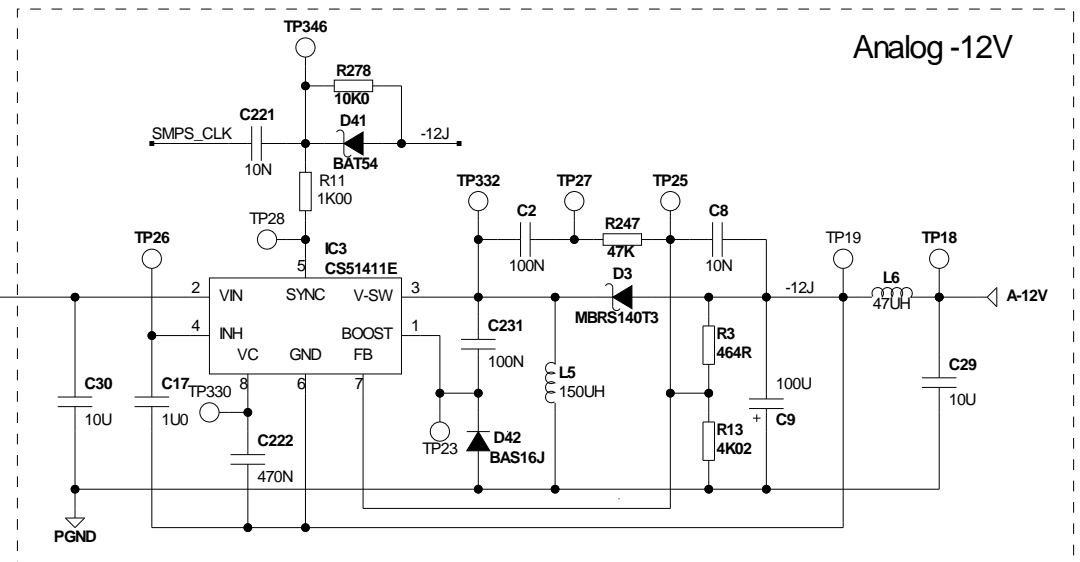 Analog -12V
TP346
R278
10K0
C221
D41
SMPS_CLK
-12J
10N
BAT54
R11
1K00
TP332
TP27
TP25
TP28
C2
R247
C8
TP26
IC3
CS51411E
TP19
TP18
5
100N
47K
10N
D3
L6
2
VIN
SYNC
V-SW
3
-12J
47UH
A-12V
MBRS140T3
4
INH
BOOST
1
C231
R3
VC
GND
FB
100N
464R
C30
C17
8
6
7
L5
150UH
100U
C29
TP330
10U
1U0
C9
10U
+
C222
TP23
D42
R13
470N
BAS16J
4K02
PGND